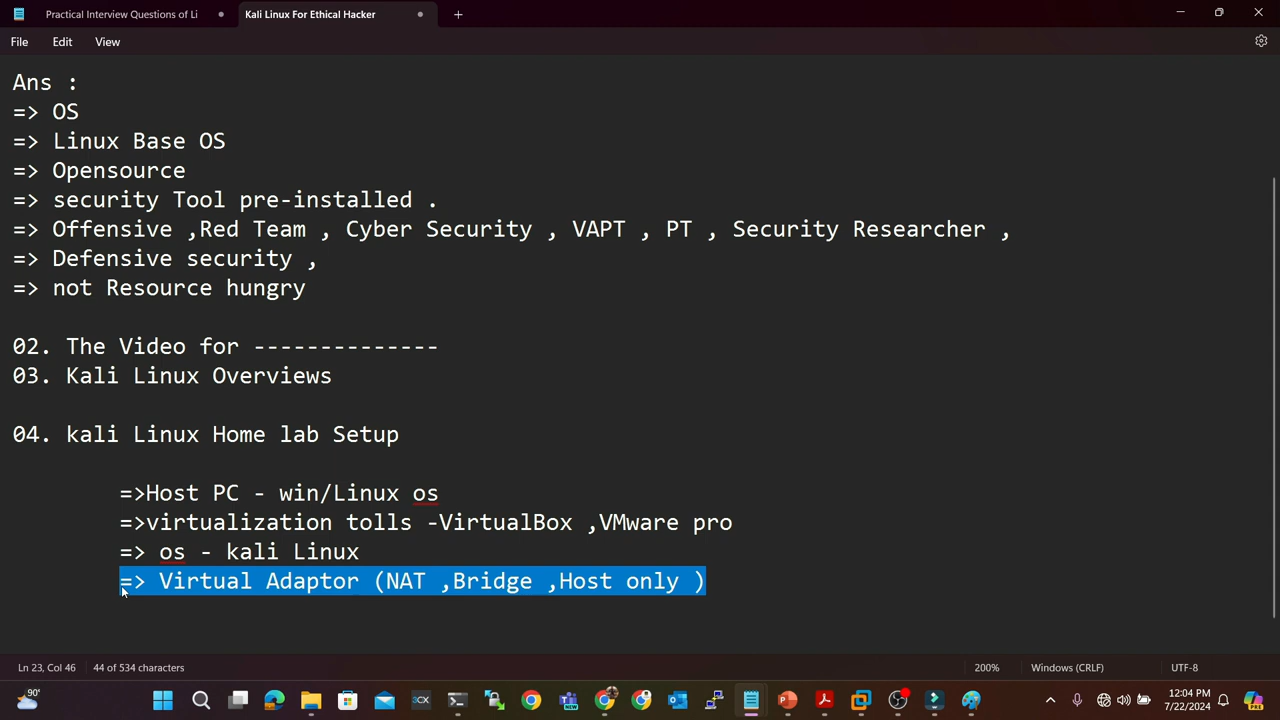 Practical Interview Questions of Li
Kali Linux For Ethical Hacker
File Edit View
Ans :
=> OS
=> Linux Base OS
=> Opensource
=> security Tool pre-installed .
=> Offensive ,Red Team , Cyber Security , VAPT , PT , Security Researcher ,
=> Defensive security ,
=> not Resource hungry
02. The Video for --------------
03. Kali Linux Overviews
04. kali Linux Home lab Setup
=>Host PC - win/Linux os
=>virtualization tolls -VirtualBox ,VMware pro
=> os - kali Linux
=> Virtual Adaptor (NAT ,Bridge ,Host only )
Ln 23, Col 46 44 of 534 characters 200% Windows (CRLF) UTF-8
90° 12:04 PM
7/22/2024